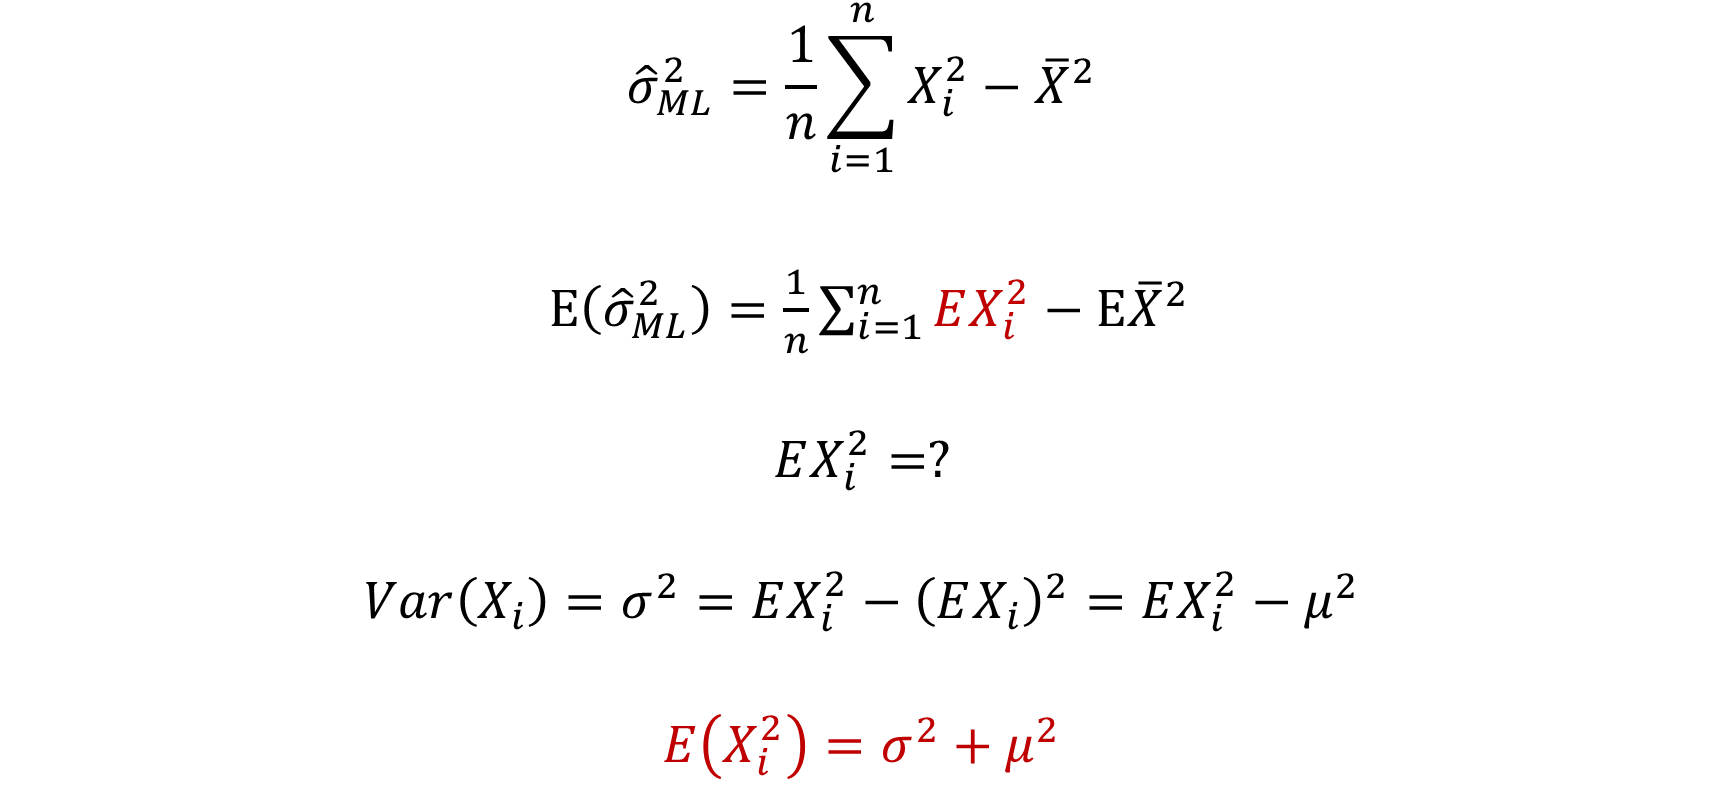 σ̂²_ML = 1/n ∑_{i=1}^{n} X_i² − X̄²
E(σ̂²_ML) = 1/n ∑_{i=1}^{n} EX_i² − EX̄²
EX_i² =?
Var(X_i) = σ² = EX_i² − (EX_i)² = EX_i² − μ²
E(X_i²) = σ² + μ²